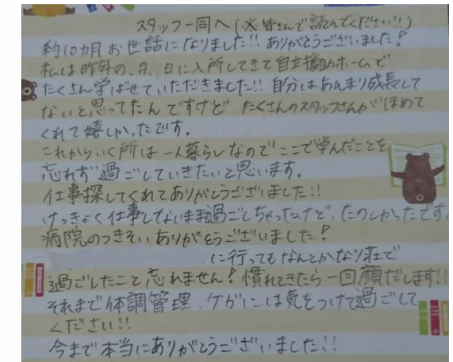 スタッフ一同へ(※皆さんで読んでください!!)
約10カ月お世話になりました!!ありがとうございました!
私は昨年の、月、日に入所してきて自立援助ホームで
たくさん学ばせていただきました!!自分はあんまり成長して
ないと思ってたんですけど、たくさんのスタッフさんがほめて
くれて嬉しかったです。
これからいく所は一人暮らしなのでここで学んだことを
忘れず過ごしていきたいと思います。
仕事探してくれてありがとうございました!!
けっきょく仕事してないまま過ごしちゃったけど、たのしかったです。
病院のつきそいありがとうございました!
に行ってもなんとかなり荘で
過ごしたこと忘れません!慣れてきたら一回顔だします!!
それまで体調管理、ケガには気をつけて過ごして
ください!!
今まで本当にありがとうございました!!